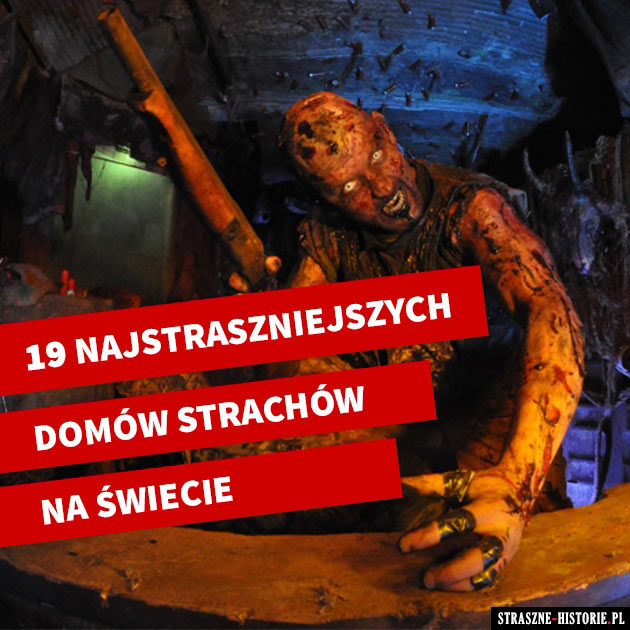 19 NAJSTRASZNIEJSZYCH
DOMÓW STRACHÓW
NA ŚWIECIE
STRASZNE-HISTORIE.PL